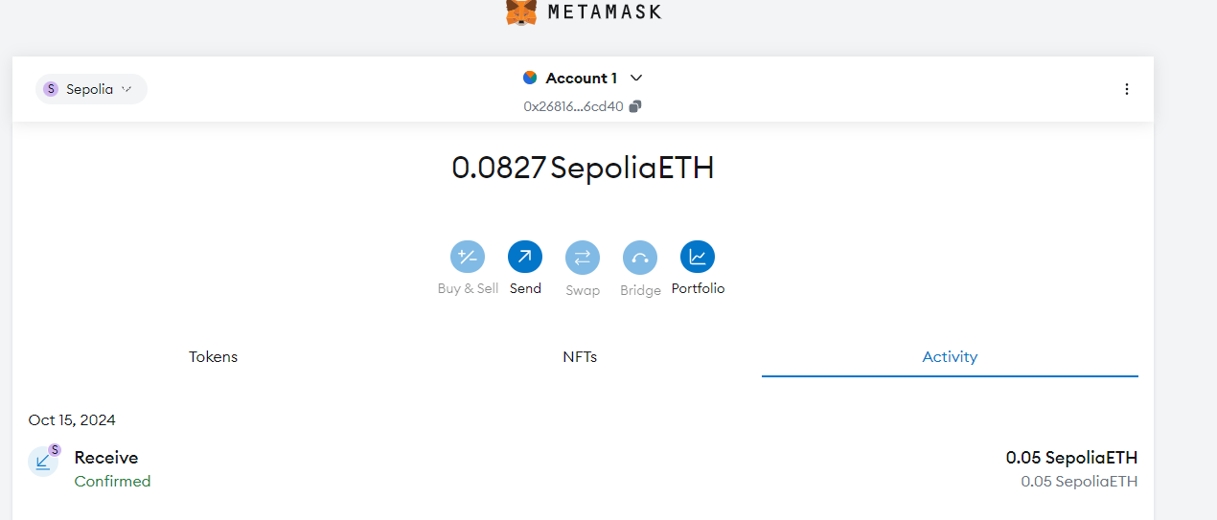 METAMASK
S Sepolia
Account 1
0x26816...6cd40
0.0827 SepoliaETH
Buy & Sell Send Swap Bridge Portfolio
Tokens NFTs Activity
Oct 15, 2024
S
Receive 0.05 SepoliaETH
Confirmed 0.05 SepoliaETH